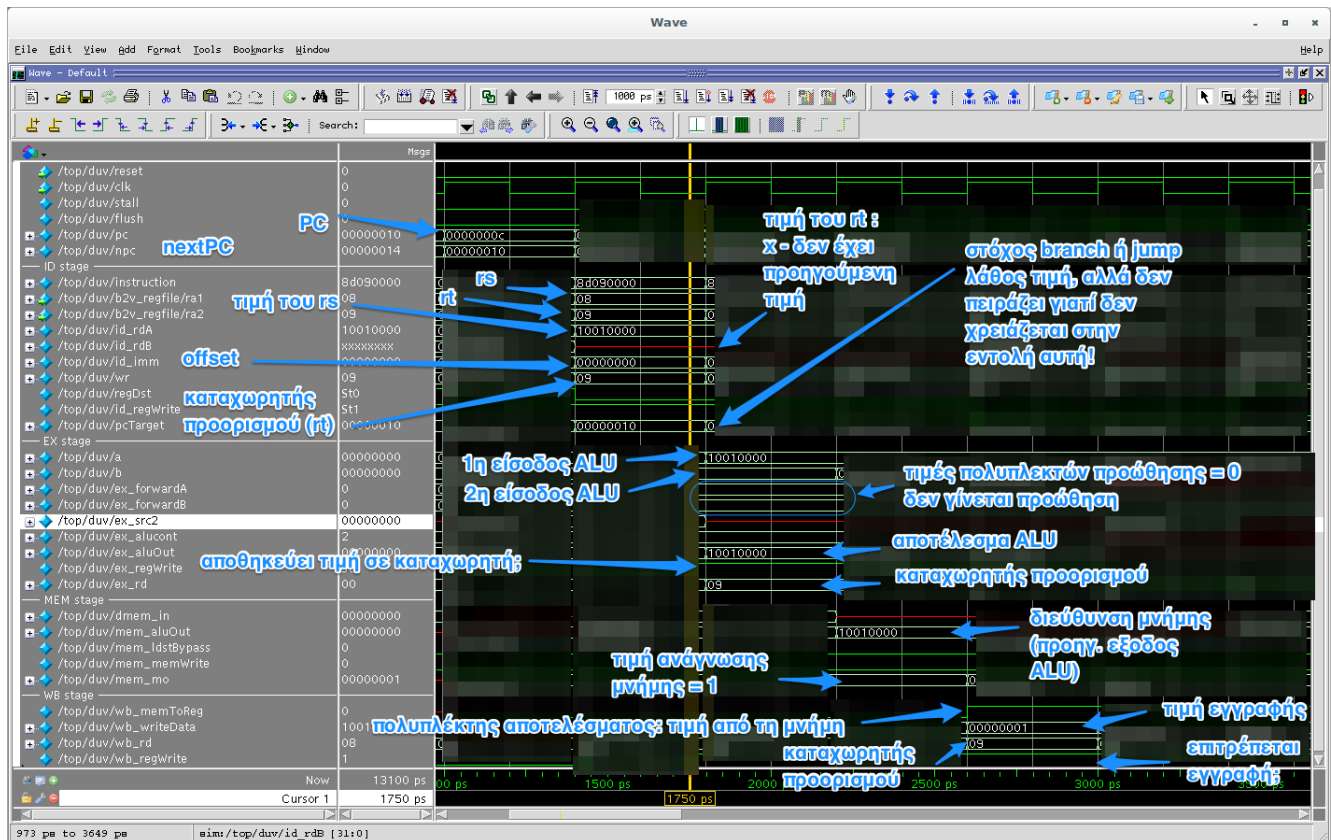 Wave
File Edit View Add Format Tools Bookmarks Window Help
Wave - Default
1000 ps
Search:
Msgs
/top/duv/reset 0
/top/duv/clk 0
/top/duv/stall 0
/top/duv/flush 0
/top/duv/pc 00000010 0000000c
/top/duv/npc 00000014 00000010
PC
nextPC
ID stage
/top/duv/instruction 8d090000 8d090000
/top/duv/b2v_regfile/ra1 08 08
/top/duv/b2v_regfile/ra2 09 09
/top/duv/id_rdA 10010000 10010000
/top/duv/id_rdB xxxxxxxx
/top/duv/id_imm 00000000 00000000
/top/duv/wr 09 09
/top/duv/regDst St0
/top/duv/id_regWrite St1
/top/duv/pcTarget 00000010 00000010
rs
rt
τιμή του rs
offset
καταχωρητής
προορισμού (rt)
τιμή του rt :
x - δεν έχει
προηγούμενη
τιμή
στόχος branch ή jump
λάθος τιμή, αλλά δεν
πειράζει γιατί δεν
χρειάζεται στην
εντολή αυτή!
EX stage
/top/duv/a 00000000 10010000
/top/duv/b 00000000
/top/duv/ex_forwardA 0
/top/duv/ex_forwardB 0
/top/duv/ex_src2 00000000
/top/duv/ex_alucont 2
/top/duv/ex_aluOut 00000000 10010000
/top/duv/ex_regWrite
/top/duv/ex_rd 00 09
1η είσοδος ALU
2η είσοδος ALU
τιμές πολυπλεκτών προώθησης = 0
δεν γίνεται προώθηση
αποτέλεσμα ALU
αποθηκεύει τιμή σε καταχωρητή;
καταχωρητής προορισμού
MEM stage
/top/duv/dmem_in 00000000
/top/duv/mem_aluOut 00000000 10010000
/top/duv/mem_ldstBypass 0
/top/duv/mem_memWrite 0
/top/duv/mem_mo 00000001
διεύθυνση μνήμης
(προηγ. εξοδος
ALU)
τιμή ανάγνωσης
μνήμης = 1
WB stage
/top/duv/wb_memToReg 0
/top/duv/wb_writeData 00000001
/top/duv/wb_rd 08 09
/top/duv/wb_regWrite 1
πολυπλέκτης αποτελέσματος: τιμή από τη μνήμη
τιμή εγγραφής
καταχωρητής
προορισμού
επιτρέπεται
εγγραφή;
Now 13100 ps
Cursor 1 1750 ps
1500 ps 2000 ps 2500 ps 3000 ps
1750 ps
973 ps to 3649 ps sim:/top/duv/id_rdB [31:0]